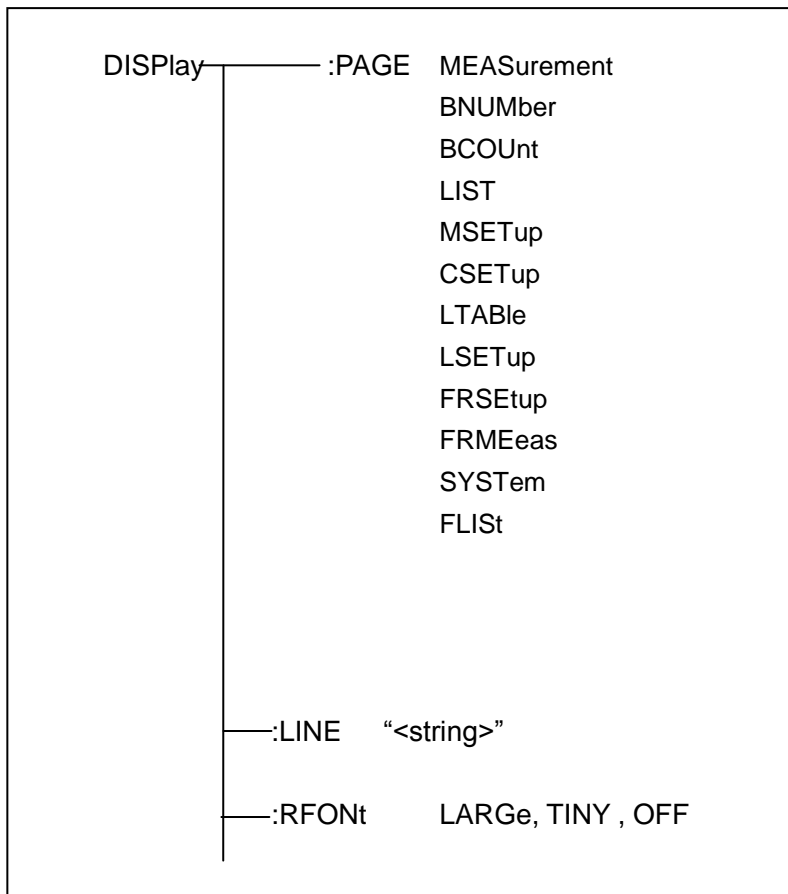 DISPlay :PAGE MEASurement
BNUMber
BCOUnt
LIST
MSETup
CSETup
LTABle
LSETup
FRSEtup
FRMEeas
SYSTem
FLISt
:LINE “<string>”
:RFONt LARGe, TINY , OFF